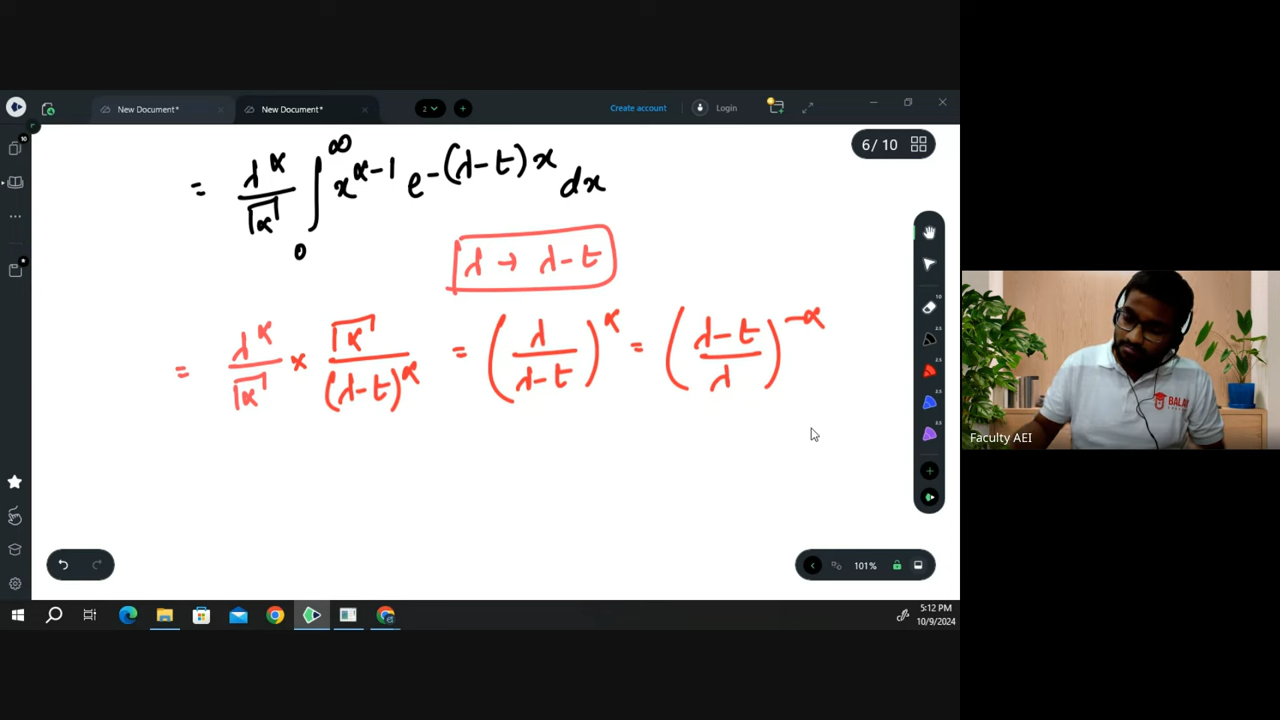 New Document*
New Document*
2
Create account
Login
6 / 10
= λ^α/Γα ∫₀^∞ x^(α-1) e^-(λ-t)x dx
λ → λ-t
= λ^α/Γα × Γα/(λ-t)^α = (λ/(λ-t))^α = ((λ-t)/λ)^-α
Faculty AEI
101%
5:12 PM
10/9/2024